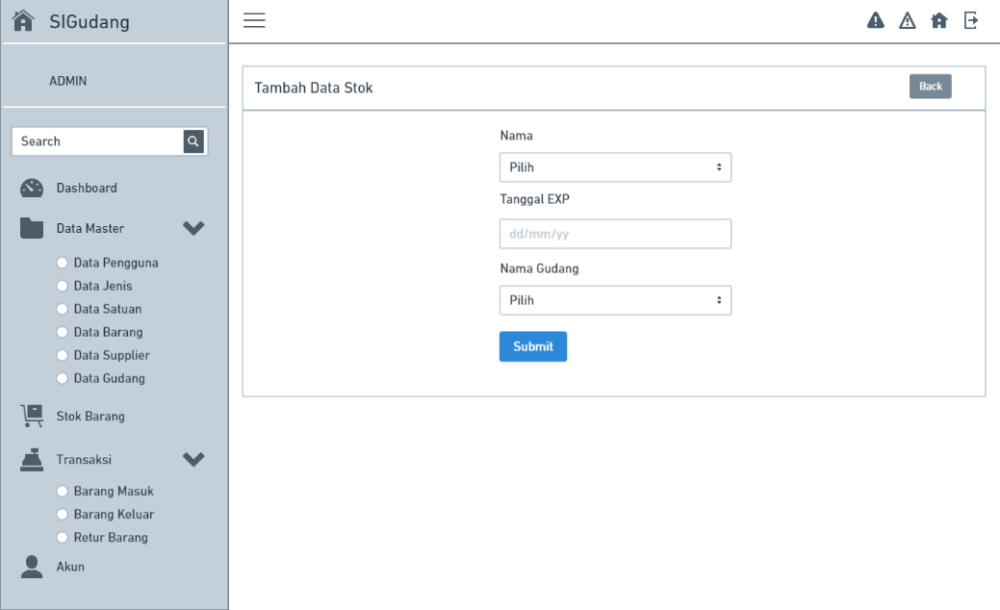 SIGudang
ADMIN
Search
Dashboard
Data Master
Data Pengguna
Data Jenis
Data Satuan
Data Barang
Data Supplier
Data Gudang
Stok Barang
Transaksi
Barang Masuk
Barang Keluar
Retur Barang
Akun
Tambah Data Stok
Back
Nama
Pilih
Tanggal EXP
dd/mm/yy
Nama Gudang
Pilih
Submit